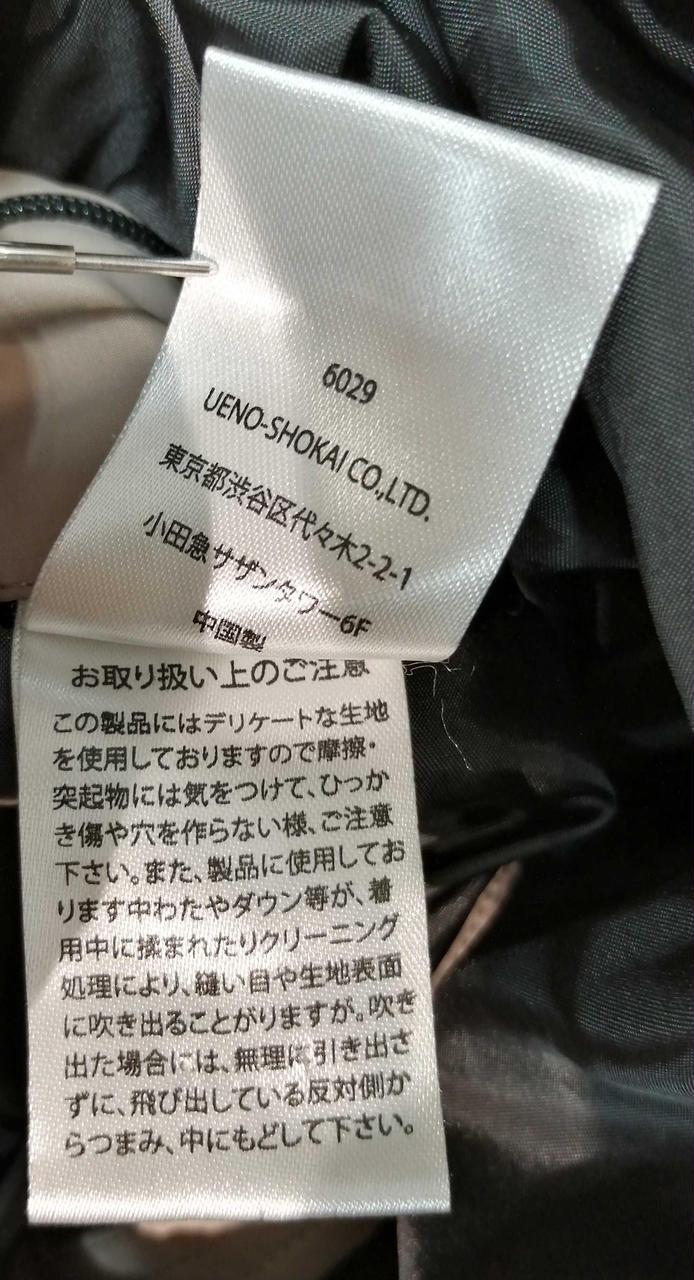 6029
UENO-SHOKAI CO.,LTD.
東京都渋谷区代々木2-2-1
小田急サザンタワー6F
中国製
お取り扱い上のご注意
この製品にはデリケートな生地
を使用しておりますので摩擦・
突起物には気をつけて、ひっか
き傷や穴を作らない様、ご注意
下さい。また、製品に使用してお
ります中わたやダウン等が、着
用中に揉まれたりクリーニング
処理により、縫い目や生地表面
に吹き出ることがりますが。吹き
出た場合には、無理に引き出さ
ずに、飛び出している反対側か
らつまみ、中にもどして下さい。